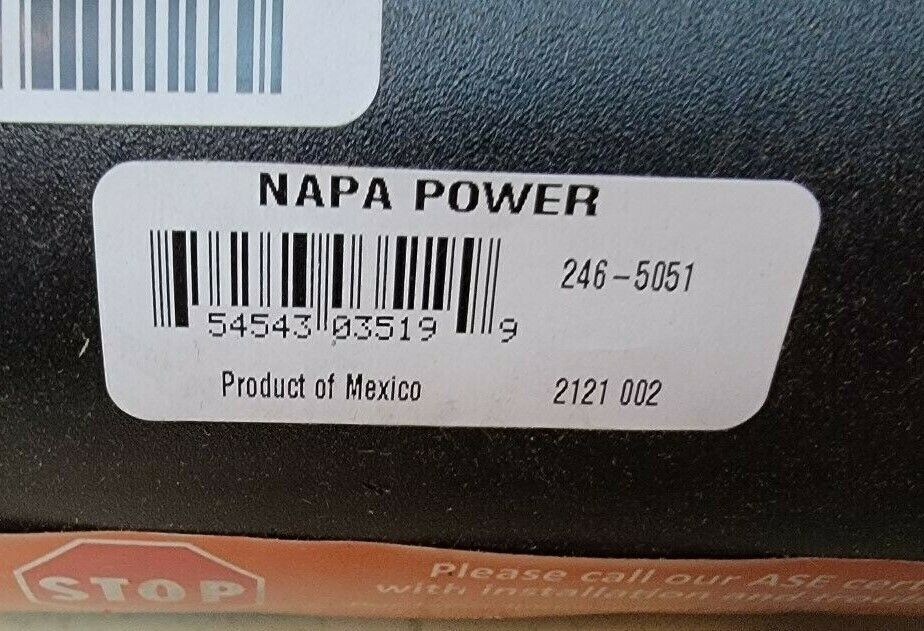 NAPA POWER
246-5051
54543 03519 9
Product of Mexico
2121 002
STOP
Please call our ASE
with installation and